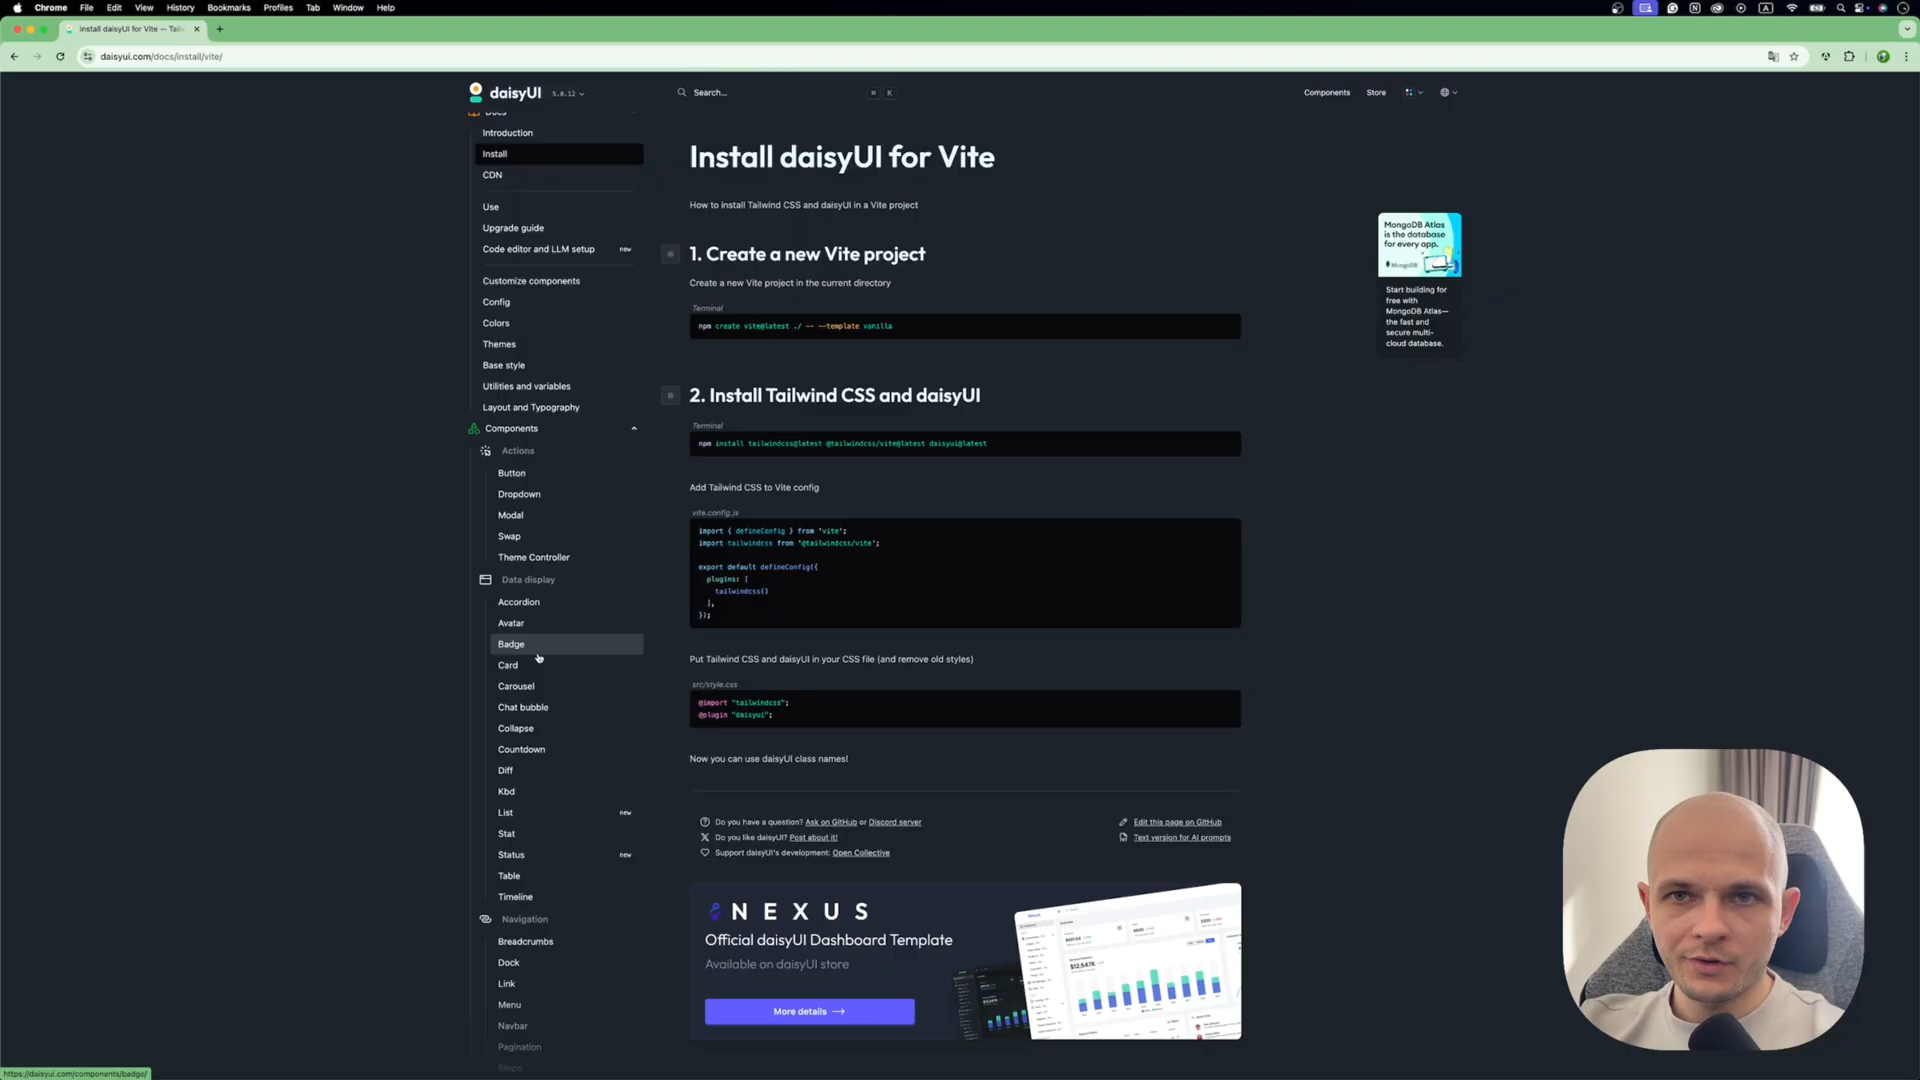 Chrome File Edit View History Bookmarks Profiles Tab Window Help
Install daisyUI for Vite — Tailw
daisyui.com/docs/install/vite/
daisyUI 5.0.12
Search...
⌘ K
Components Store
Docs
Introduction
Install
CDN
Use
Upgrade guide
Code editor and LLM setup new
Customize components
Config
Colors
Themes
Base style
Utilities and variables
Layout and Typography
Components
Actions
Button
Dropdown
Modal
Swap
Theme Controller
Data display
Accordion
Avatar
Badge
Card
Carousel
Chat bubble
Collapse
Countdown
Diff
Kbd
List new
Stat
Status new
Table
Timeline
Navigation
Breadcrumbs
Dock
Link
Menu
Navbar
Pagination
Steps
Install daisyUI for Vite
How to install Tailwind CSS and daisyUI in a Vite project
# 1. Create a new Vite project
Create a new Vite project in the current directory
Terminal
npm create vite@latest ./ -- --template vanilla
# 2. Install Tailwind CSS and daisyUI
Terminal
npm install tailwindcss@latest @tailwindcss/vite@latest daisyui@latest
Add Tailwind CSS to Vite config
vite.config.js
import { defineConfig } from 'vite';
import tailwindcss from '@tailwindcss/vite';
export default defineConfig({
plugins: [
tailwindcss()
],
});
Put Tailwind CSS and daisyUI in your CSS file (and remove old styles)
src/style.css
@import "tailwindcss";
@plugin "daisyui";
Now you can use daisyUI class names!
Do you have a question? Ask on GitHub or Discord server
Do you like daisyUI? Post about it!
Support daisyUI's development: Open Collective
Edit this page on GitHub
Text version for AI prompts
NEXUS
Official daisyUI Dashboard Template
Available on daisyUI store
More details →
$12,547K
MongoDB Atlas
is the database
for every app.
MongoDB
Start building for
free with
MongoDB Atlas—
the fast and
secure multi-
cloud database.
https://daisyui.com/components/badge/